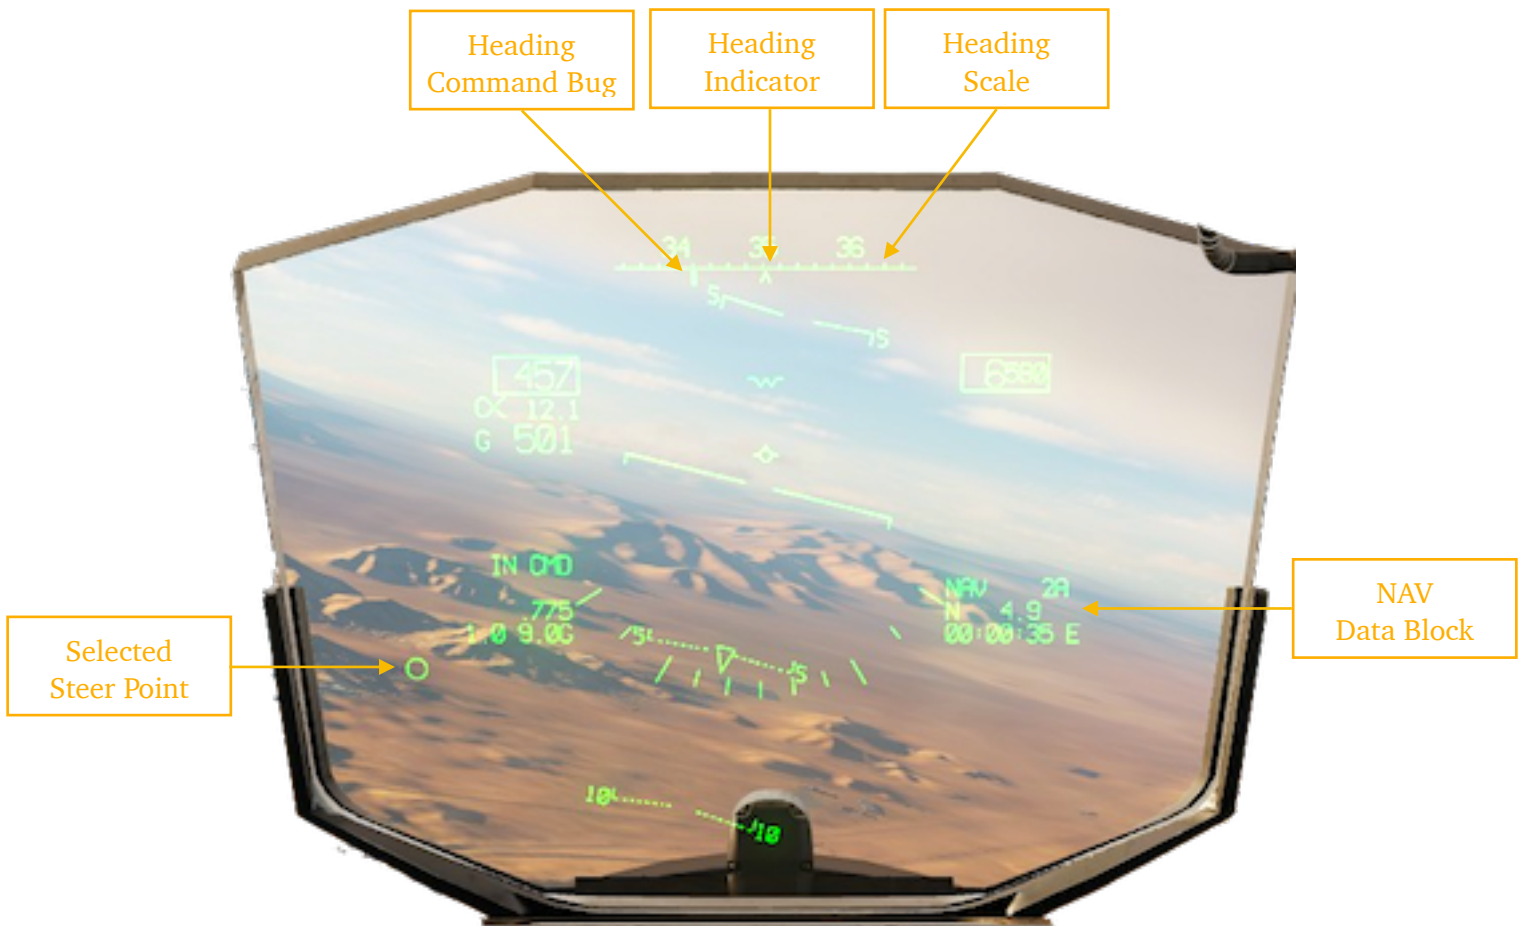 Heading
Command Bug
Heading
Indicator
Heading
Scale
34 35 36
5 5
457
6580
α 12.1
G 501
IN CMD
.775
1.0 9.0G
NAV 2A
N 4.9
00:00:35 E
NAV
Data Block
Selected
Steer Point
5 5
10 10